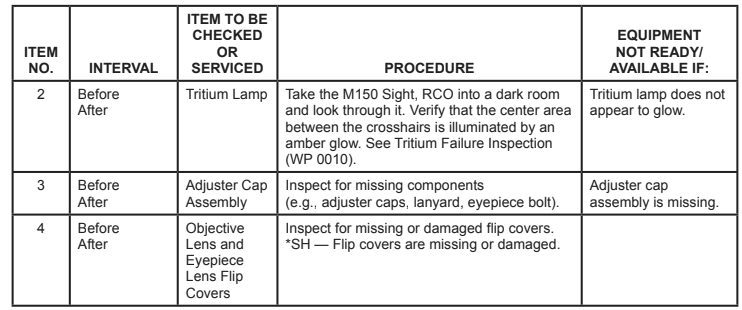 ITEM NO.
INTERVAL
ITEM TO BE
CHECKED
OR
SERVICED
PROCEDURE
EQUIPMENT
NOT READY/
AVAILABLE IF:
2
Before
After
Tritium Lamp
Take the M150 Sight, RCO into a dark room
and look through it. Verify that the center area
between the crosshairs is illuminated by an
amber glow. See Tritium Failure Inspection
(WP 0010).
Tritium lamp does not
appear to glow.
3
Before
After
Adjuster Cap
Assembly
Inspect for missing components
(e.g., adjuster caps, lanyard, eyepiece bolt).
Adjuster cap
assembly is missing.
4
Before
After
Objective
Lens and
Eyepiece
Lens Flip
Covers
Inspect for missing or damaged flip covers.
*SH — Flip covers are missing or damaged.